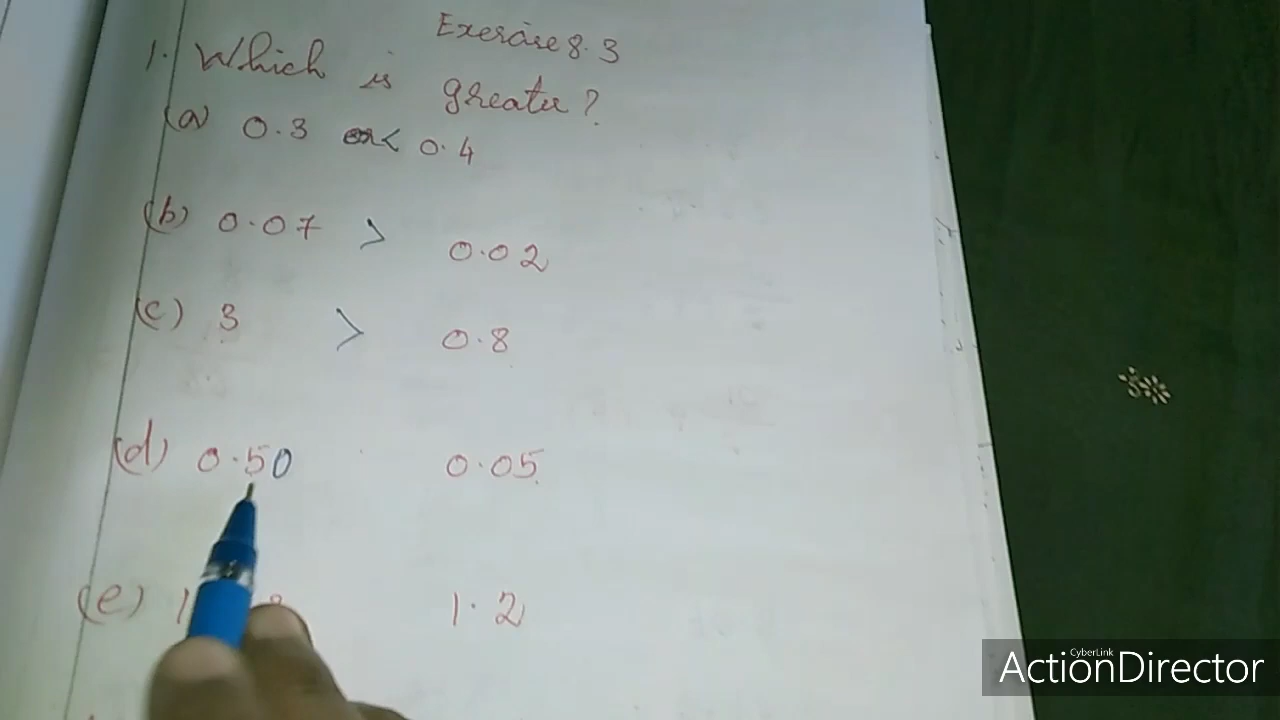 Exercise 8.3
1. Which is greater?
(a) 0.3 or < 0.4
(b) 0.07 > 0.02
(c) 3 > 0.8
(d) 0.50 0.05
(e) 1.2
CyberLink
ActionDirector